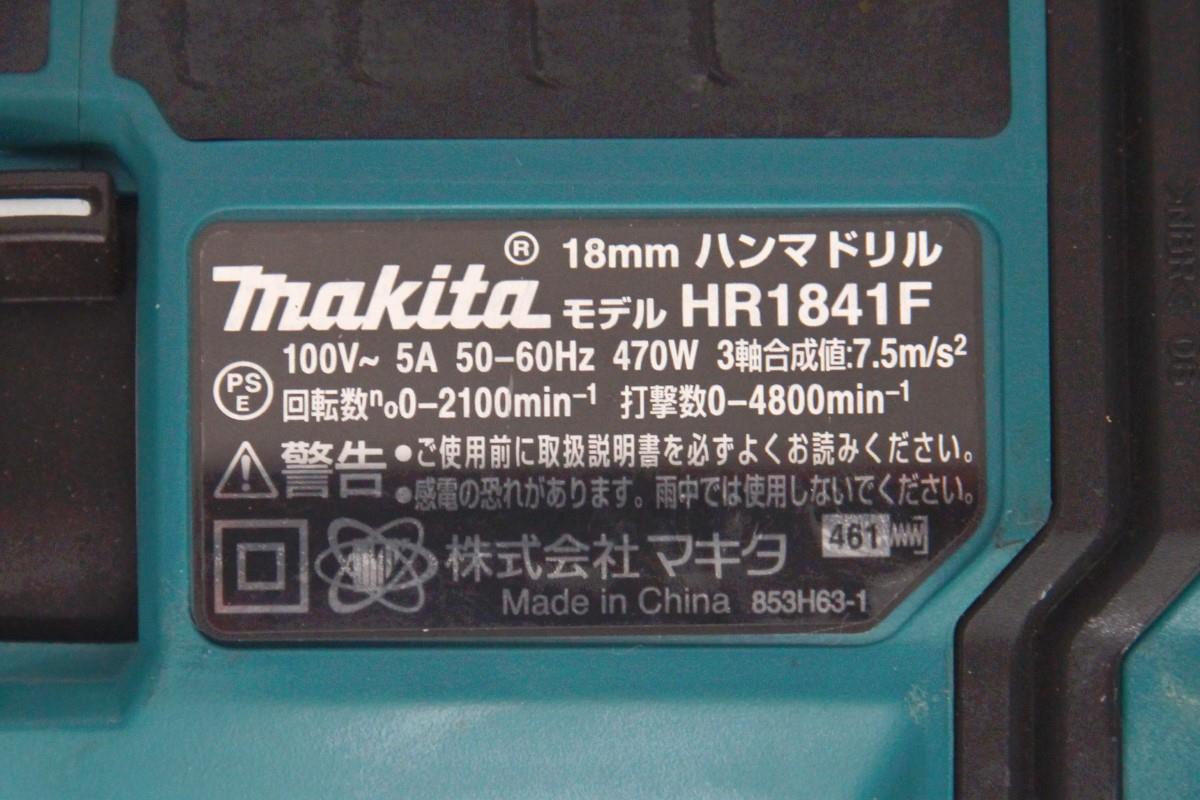 ® 18mm ハンマドリル
makita モデル HR1841F
100V~ 5A 50-60Hz 470W 3軸合成値:7.5m/s²
PS
E
回転数n₀0-2100min⁻¹ 打撃数0-4800min⁻¹
警告 ●ご使用前に取扱説明書を必ずよくお読みください。
●感電の恐れがあります。雨中では使用しないでください。
株式会社マキタ 461
Made in China 853H63-1